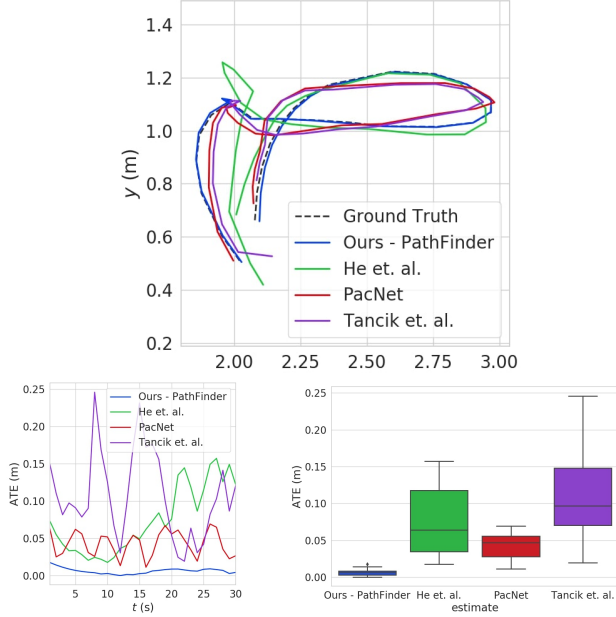 1.4
1.2
1.0
0.8
0.6
0.4
0.2
y (m)
Ground Truth
Ours - PathFinder
He et. al.
PacNet
Tancik et. al.
2.00 2.25 2.50 2.75 3.00
0.25
0.20
0.15
0.10
0.05
0.00
ATE (m)
Ours - PathFinder
He et. al.
PacNet
Tancik et. al.
5 10 15 20 25 30
t (s)
0.25
0.20
0.15
0.10
0.05
0.00
ATE (m)
Ours - PathFinder He et. al. PacNet Tancik et. al.
estimate